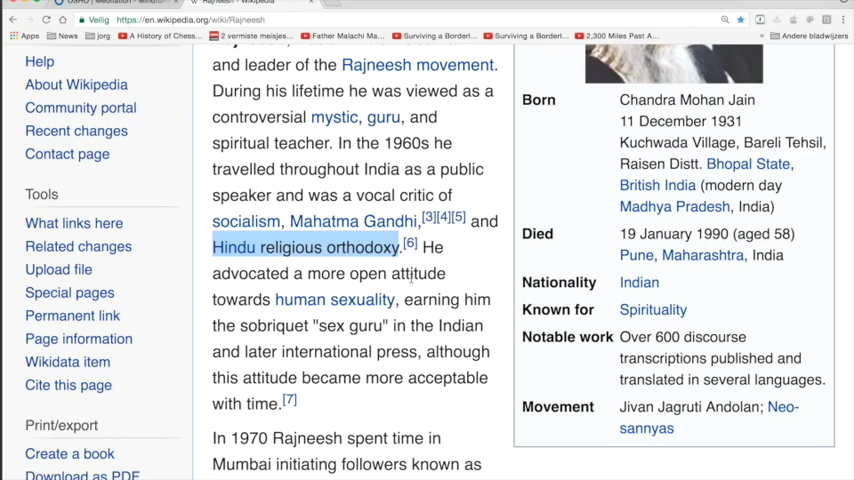 OSHO | Meditation - Mindfuln
Rajneesh - Wikipedia
Veilig
https://en.wikipedia.org/wiki/Rajneesh
Apps
News
jorg
A History of Chess...
2 vermiste meisjes...
Father Malachi Ma...
Surviving a Borderl...
Surviving a Borderl...
2,300 Miles Past A...
»
Andere bladwijzers
Help
About Wikipedia
Community portal
Recent changes
Contact page
Tools
What links here
Related changes
Upload file
Special pages
Permanent link
Page information
Wikidata item
Cite this page
Print/export
Create a book
Download as PDF
and leader of the Rajneesh movement.
During his lifetime he was viewed as a
controversial mystic, guru, and
spiritual teacher. In the 1960s he
travelled throughout India as a public
speaker and was a vocal critic of
socialism, Mahatma Gandhi,[3][4][5] and
Hindu religious orthodoxy.[6] He
advocated a more open attitude
towards human sexuality, earning him
the sobriquet "sex guru" in the Indian
and later international press, although
this attitude became more acceptable
with time.[7]
In 1970 Rajneesh spent time in
Mumbai initiating followers known as
Born Chandra Mohan Jain
11 December 1931
Kuchwada Village, Bareli Tehsil,
Raisen Distt. Bhopal State,
British India (modern day
Madhya Pradesh, India)
Died 19 January 1990 (aged 58)
Pune, Maharashtra, India
Nationality Indian
Known for Spirituality
Notable work Over 600 discourse
transcriptions published and
translated in several languages.
Movement Jivan Jagruti Andolan; Neo-
sannyas